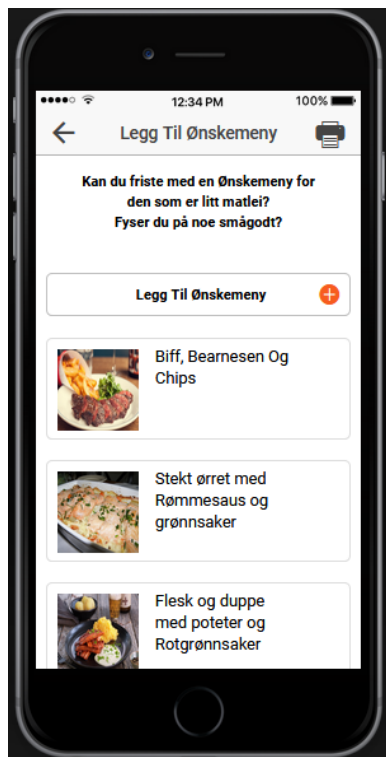 12:34 PM
100%
Legg Til Ønskemeny
Kan du friste med en Ønskemeny for
den som er litt matlei?
Fyser du på noe smågodt?
Legg Til Ønskemeny
Biff, Bearnesen Og
Chips
Stekt ørret med
Rømmesaus og
grønnsaker
Flesk og duppe
med poteter og
Rotgrønnsaker